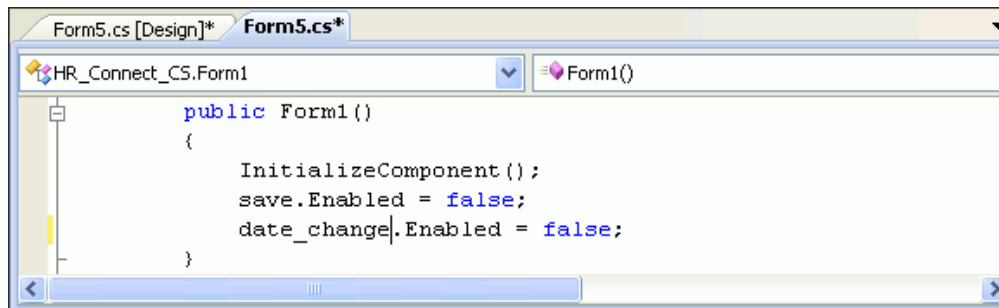 Form5.cs [Design]* Form5.cs*
HR_Connect_CS.Form1 Form1()
public Form1()
{
InitializeComponent();
save.Enabled = false;
date_change.Enabled = false;
}